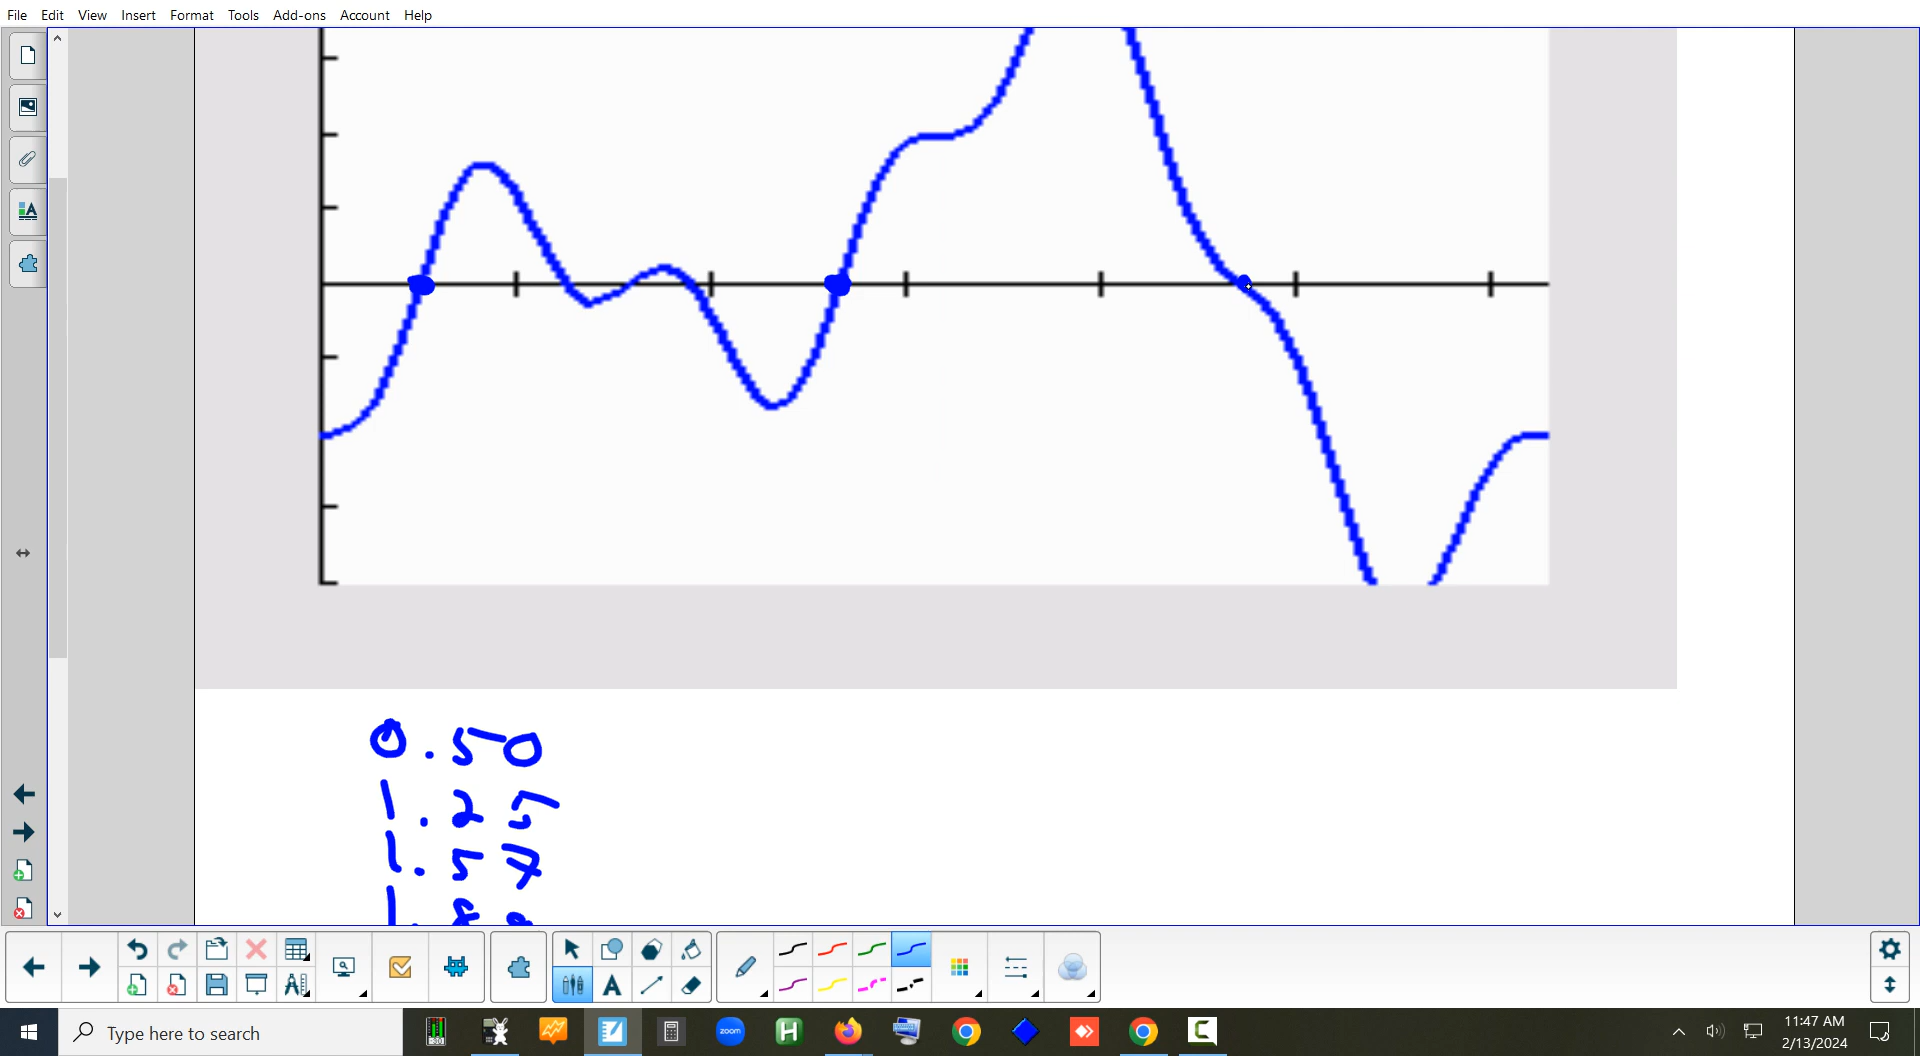 File Edit View Insert Format Tools Add-ons Account Help
0.50
1.25
1.57
Type here to search
zoom
H
11:47 AM
2/13/2024